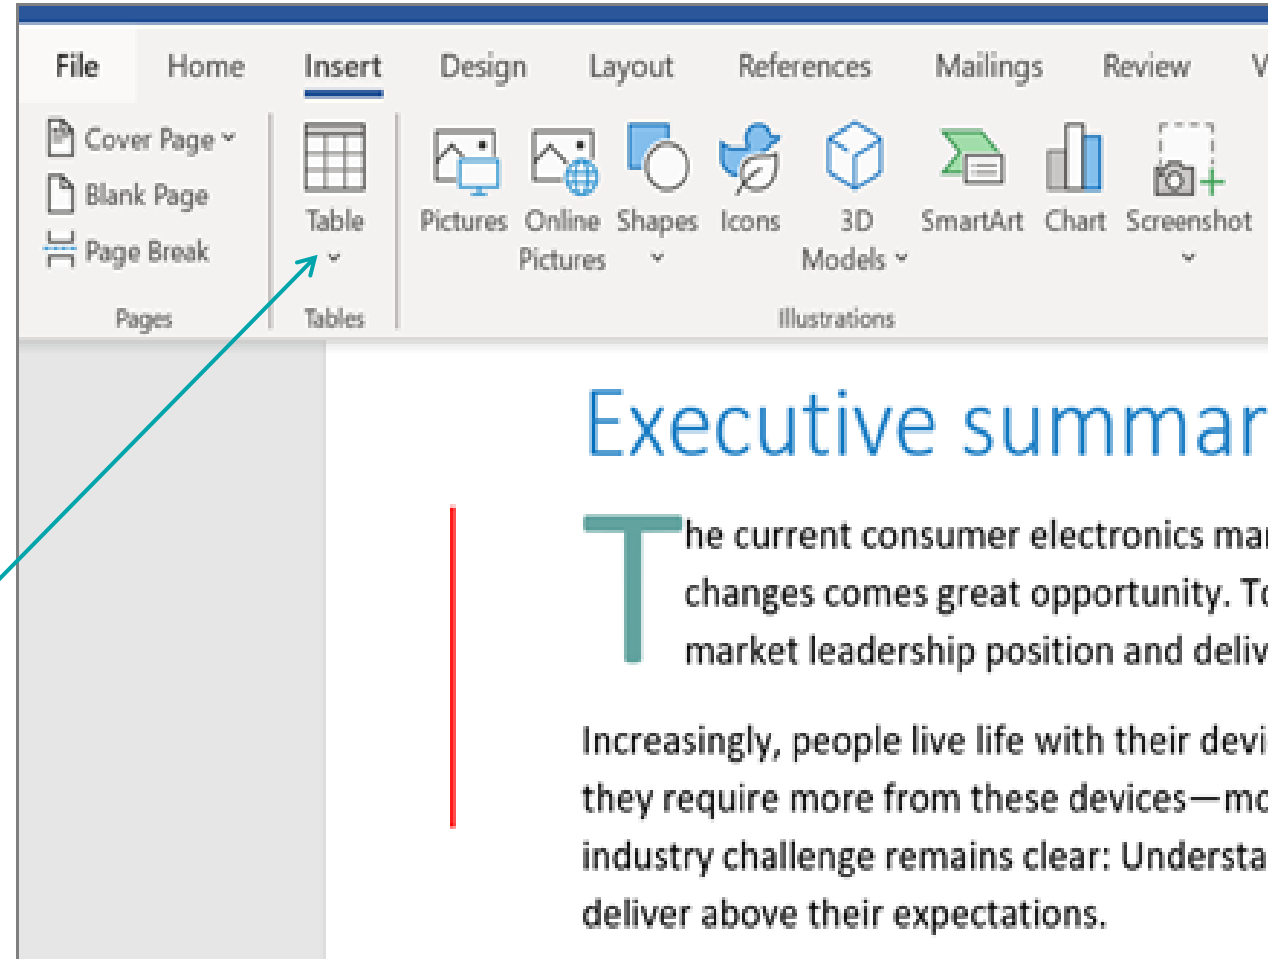 File Home Insert Design Layout References Mailings Review V
Cover Page
Blank Page
Page Break
Pages
Table
Tables
Pictures Online Pictures Shapes Icons 3D Models SmartArt Chart Screenshot
Illustrations
Executive summar
The current consumer electronics mar
changes comes great opportunity. To
market leadership position and deliv
Increasingly, people live life with their devi
they require more from these devices—mo
industry challenge remains clear: Understa
deliver above their expectations.